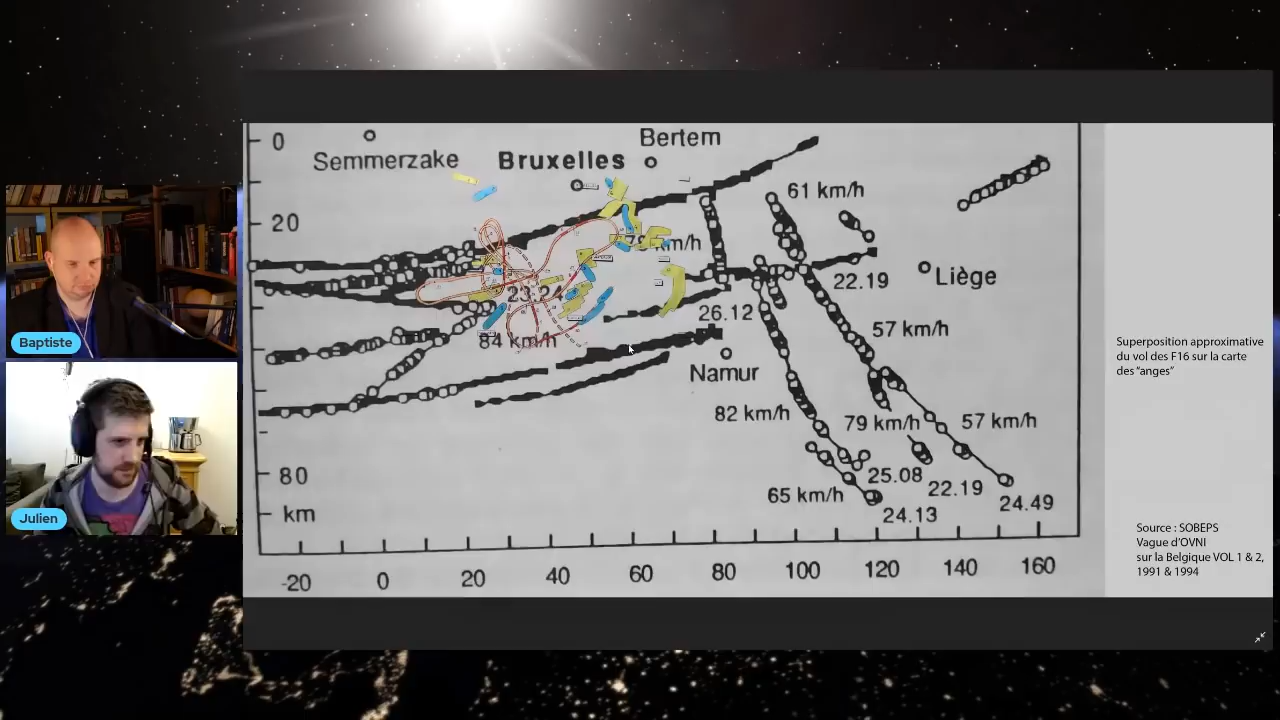 0
Semmerzake
Bruxelles
Bertem
61 km/h
20
km/h
22.19
Liège
26.12
57 km/h
84 km/h
Namur
82 km/h
79 km/h
57 km/h
80
25.08
22.19
65 km/h
24.49
km
24.13
-20
0
20
40
60
80
100
120
140
160
Superposition approximative
du vol des F16 sur la carte
des “anges”
Source : SOBEPS
Vague d'OVNI
sur la Belgique VOL 1 & 2,
1991 & 1994
Baptiste
Julien